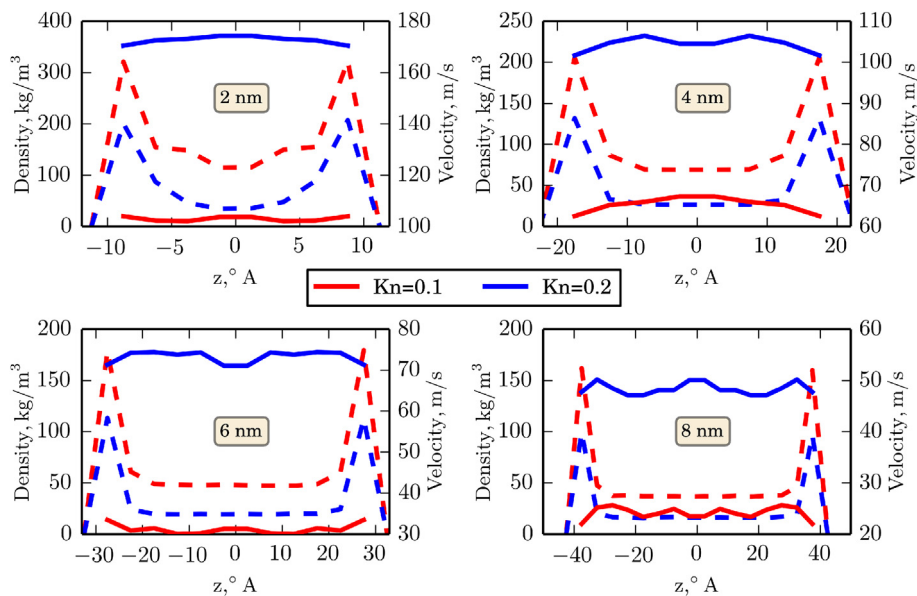 400 180
350
300 160
250
200 2 nm 140
150
100 120
50
0 100
−10 −5 0 5 10
z,° A
Density, kg/m³
Velocity, m/s
250 110
200 100
150 4 nm 90
100 80
50 70
0 60
−20 −10 0 10 20
z,° A
Density, kg/m³
Velocity, m/s
Kn=0.1 Kn=0.2
200 80
150 70
100 6 nm 60
50 50
0 40
30
−30 −20 −10 0 10 20 30
z,° A
Density, kg/m³
Velocity, m/s
200 60
150 50
100 8 nm 40
50 30
0 20
−40 −20 0 20 40
z,° A
Density, kg/m³
Velocity, m/s